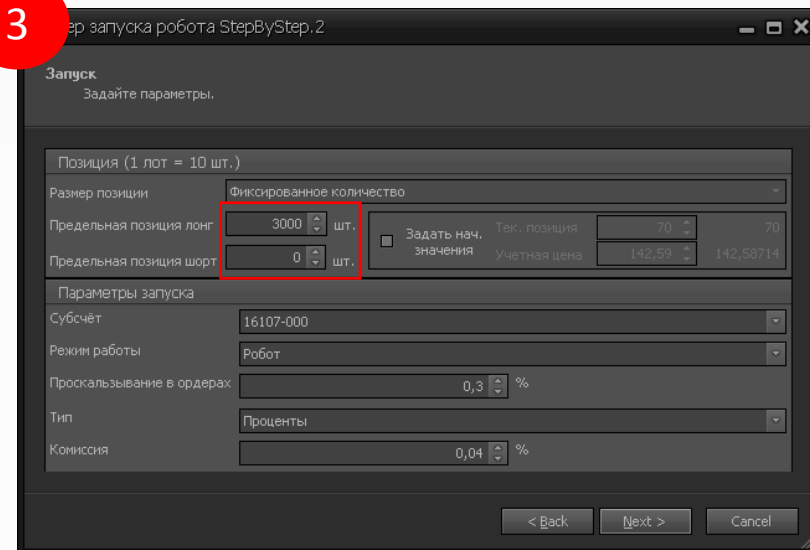 3
ер запуска робота StepByStep.2
Запуск
Задайте параметры.
Позиция (1 лот = 10 шт.)
Размер позиции Фиксированное количество
Предельная позиция лонг 3000 шт.
Предельная позиция шорт 0 шт.
Задать нач. значения
Тек. позиция 70 70
Учетная цена 142,59 142,58714
Параметры запуска
Субсчёт 16107-000
Режим работы Робот
Проскальзывание в ордерах 0,3 %
Тип Проценты
Комиссия 0,04 %
< Back Next > Cancel